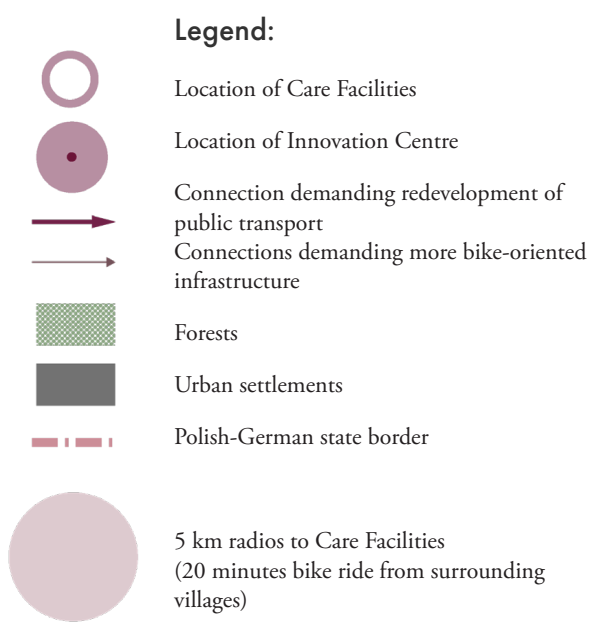 Legend:
Location of Care Facilities
Location of Innovation Centre
Connection demanding redevelopment of
public transport
Connections demanding more bike-oriented
infrastructure
Forests
Urban settlements
Polish-German state border
5 km radios to Care Facilities
(20 minutes bike ride from surrounding
villages)